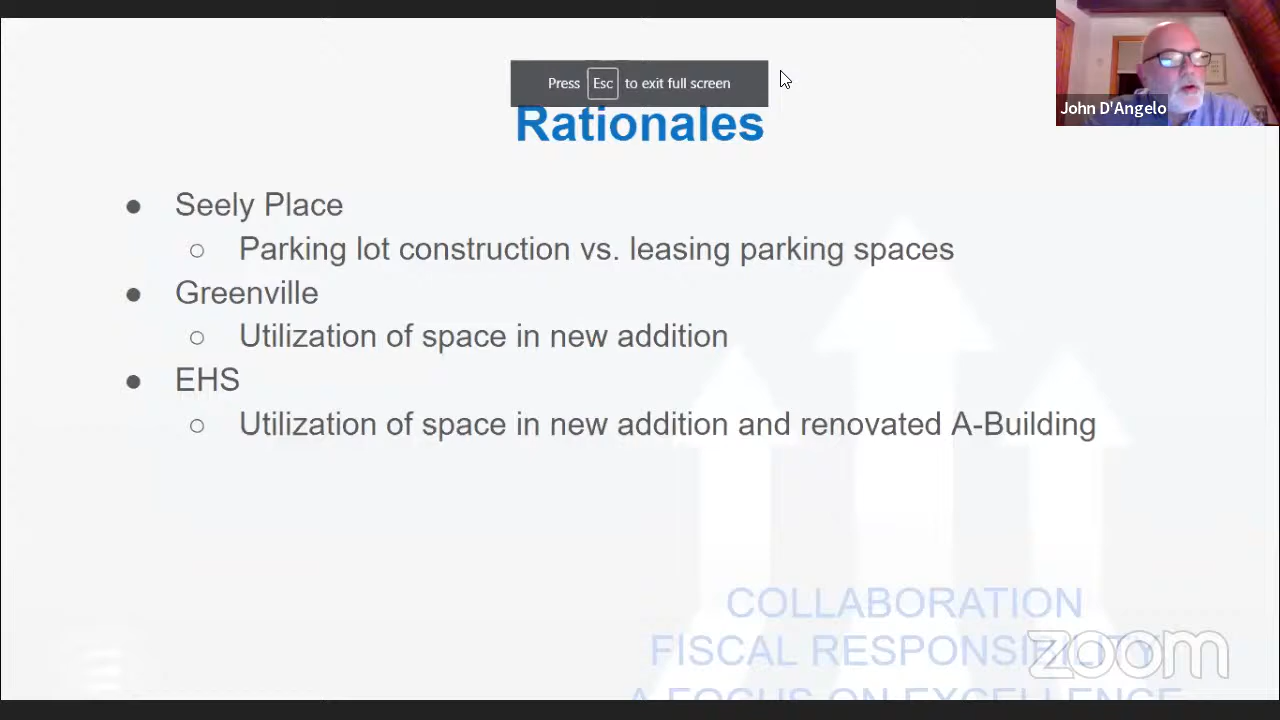 Press Esc to exit full screen
John D'Angelo
Rationales
● Seely Place
○ Parking lot construction vs. leasing parking spaces
● Greenville
○ Utilization of space in new addition
● EHS
○ Utilization of space in new addition and renovated A-Building
COLLABORATION
FISCAL RESPONSIBILITY
zoom
A FOCUS ON EXCELLENCE